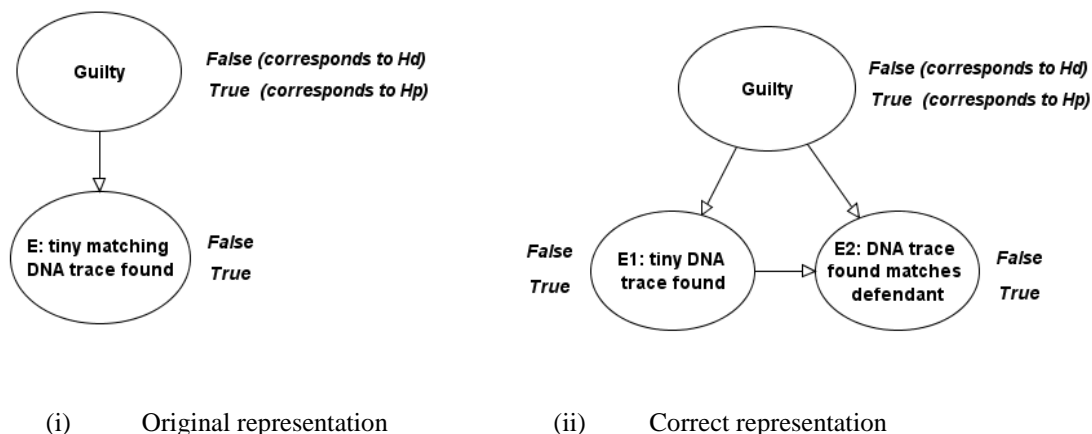 Guilty
False (corresponds to Hd)
True (corresponds to Hp)
E: tiny matching
DNA trace found
False
True
(i) Original representation
Guilty
False (corresponds to Hd)
True (corresponds to Hp)
False
True
E1: tiny DNA
trace found
E2: DNA trace
found matches
defendant
False
True
(ii) Correct representation